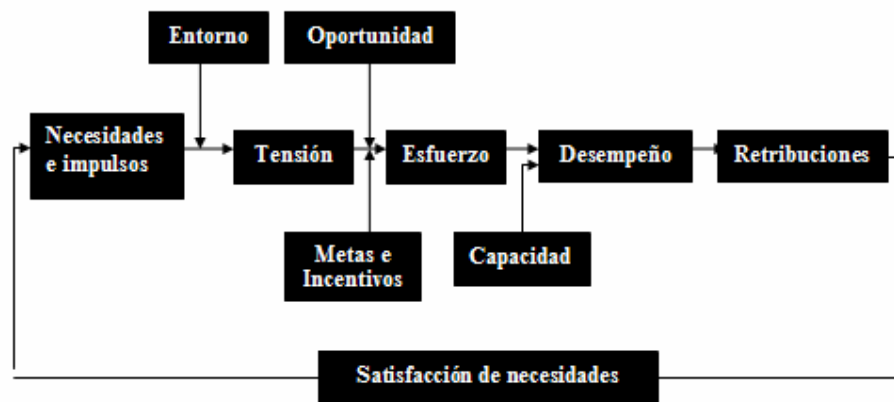 Entorno
Oportunidad
Necesidades
e impulsos
Tensión
Esfuerzo
Desempeño
Retribuciones
Metas e
Incentivos
Capacidad
Satisfacción de necesidades